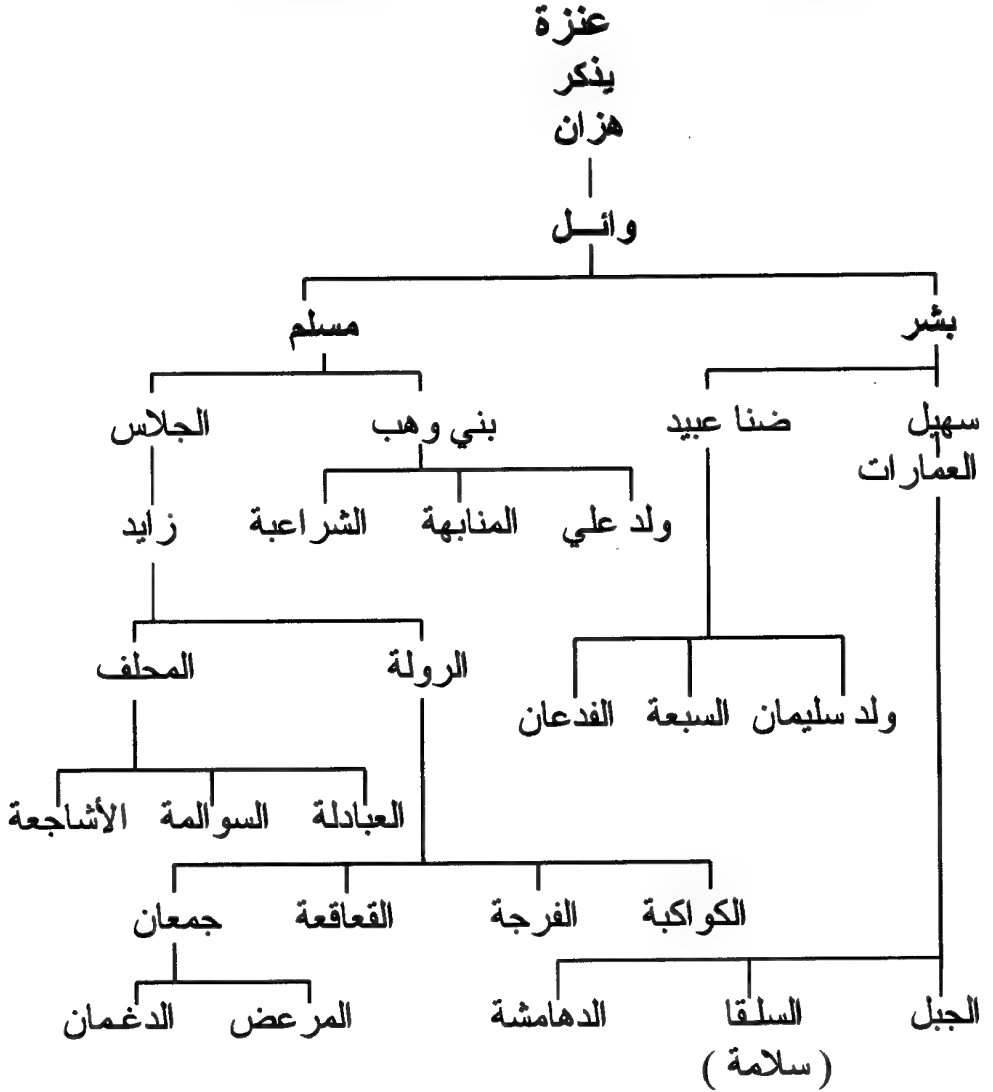 عنزة
يذكر
هزان
وائـل
بشر
مسلم
سهيل
ضنا عبيد
بني وهب
الجلاس
العمارات
ولد علي
المنابهة
الشراعبة
زايد
الرولة
المحلف
ولد سليمان
السبعة
الفدعان
العبادلة
السوالمة
الأشاجعة
الكواكبة
الفرجة
القعاقعة
جمعان
الجبل
السلقا
الدهامشة
المرعض
الدغمان
( سلامة )